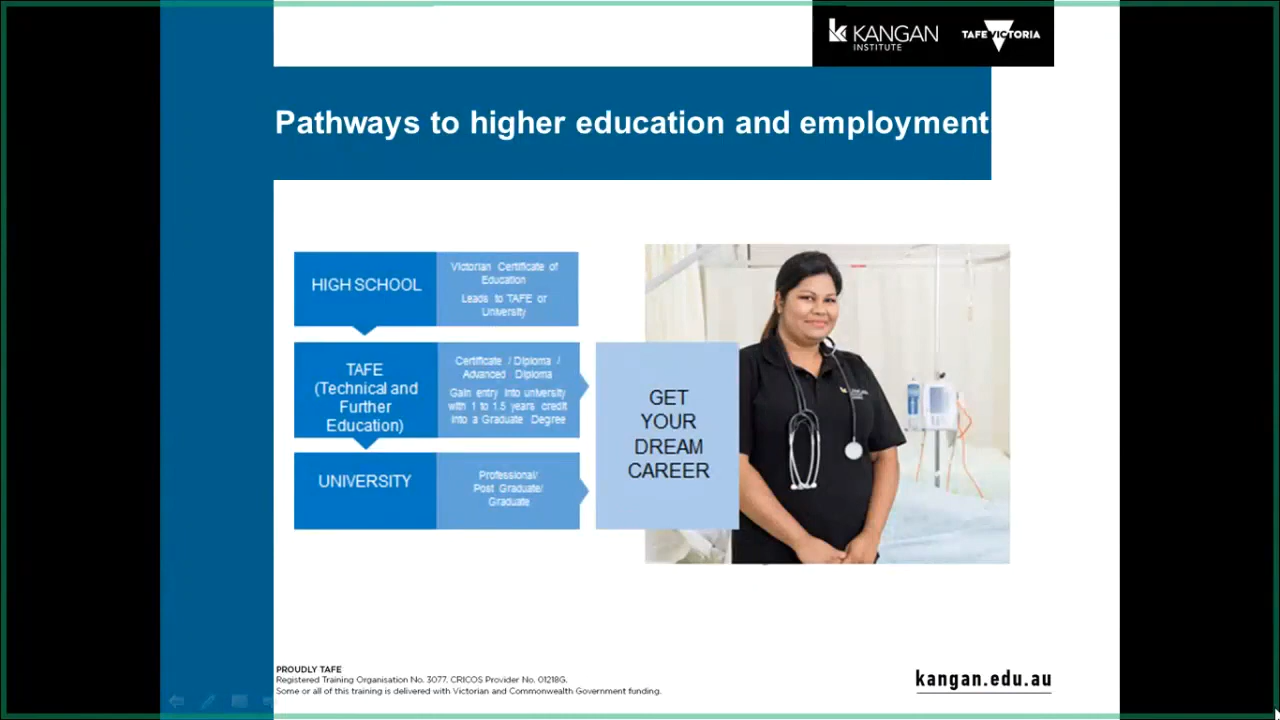 KANGAN
INSTITUTE
TAFE VICTORIA
Pathways to higher education and employment
HIGH SCHOOL
Victorian Certificate of
Education
Leads to TAFE or
University
TAFE
(Technical and
Further
Education)
Certificate / Diploma /
Advanced Diploma
Gain entry into university
with 1 to 1.5 years credit
into a Graduate Degree
UNIVERSITY
Professional/
Post Graduate/
Graduate
GET
YOUR
DREAM
CAREER
PROUDLY TAFE
Registered Training Organisation No. 3077. CRICOS Provider No. 01218G.
Some or all of this training is delivered with Victorian and Commonwealth Government funding.
kangan.edu.au